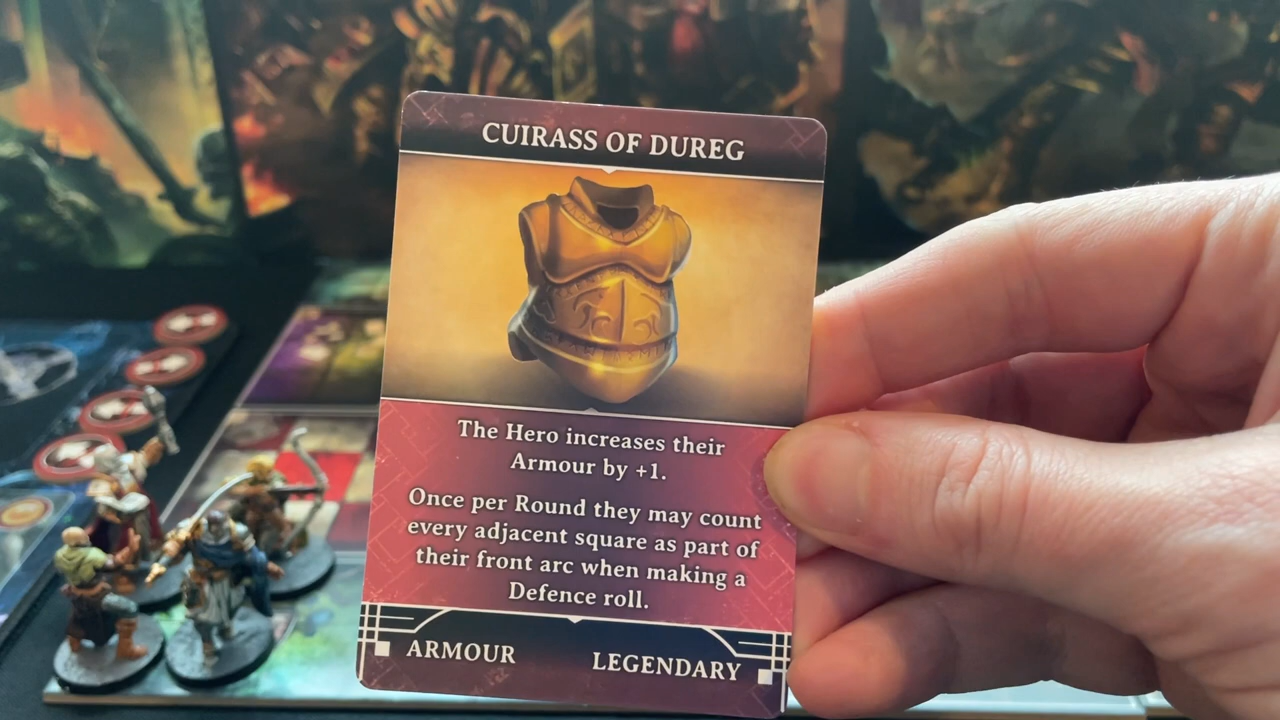 CUIRASS OF DUREG
The Hero increases their
Armour by +1.
Once per Round they may count
every adjacent square as part of
their front arc when making a
Defence roll.
ARMOUR LEGENDARY